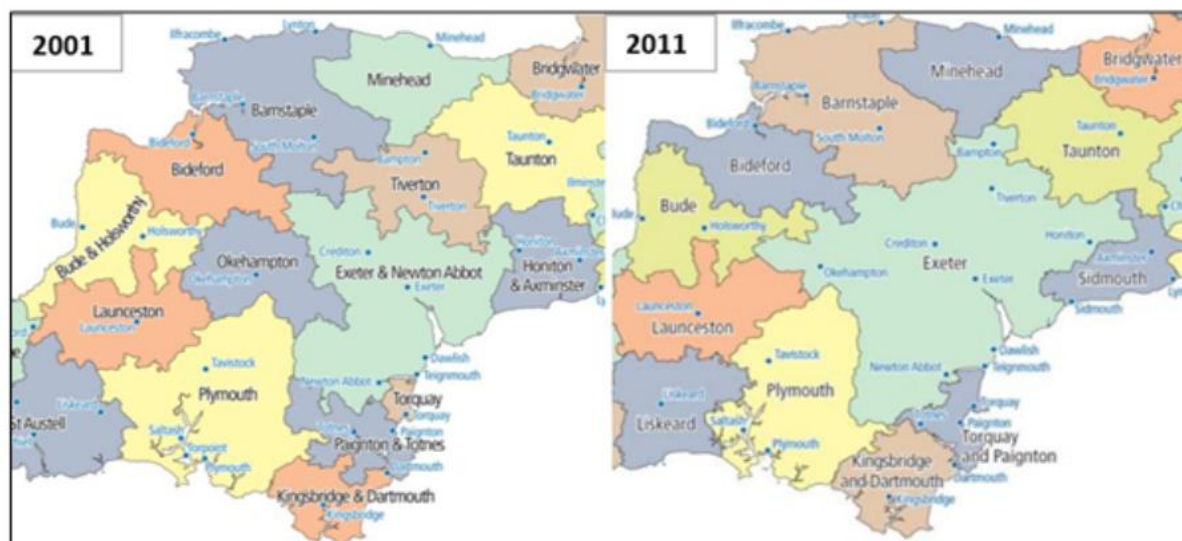 2001
Ilfracombe
Lynton
Minehead
Minehead
Bridgwater
Bridgwater
Barnstaple
Barnstaple
Bideford
South Molton
Bampton
Taunton
Taunton
Bideford
Tiverton
Tiverton
Ilminster
Bude
Bude & Holsworthy
Holsworthy
Okehampton
Okehampton
Crediton
Exeter & Newton Abbot
Exeter
Honiton
Axminster
Honiton
& Axminster
Launceston
Launceston
Tavistock
Plymouth
Dawlish
Teignmouth
Newton Abbot
Torquay
Torquay
St Austell
Liskeard
Saltash
Torpoint
Plymouth
Totnes
Paignton
Paignton & Totnes
Dartmouth
Kingsbridge & Dartmouth
Kingsbridge
2011
Ilfracombe
Minehead
Minehead
Bridgwater
Bridgwater
Barnstaple
Barnstaple
Bideford
South Molton
Bampton
Taunton
Taunton
Bideford
Tiverton
Bude
Holsworthy
Crediton
Honiton
Axminster
Okehampton
Exeter
Exeter
Sidmouth
Sidmouth
Launceston
Launceston
Tavistock
Dawlish
Teignmouth
Newton Abbot
Plymouth
Liskeard
Liskeard
Saltash
Plymouth
Totnes
Torquay
Paignton
Torquay
and Paignton
Kingsbridge
and Dartmouth
Dartmouth
Kingsbridge